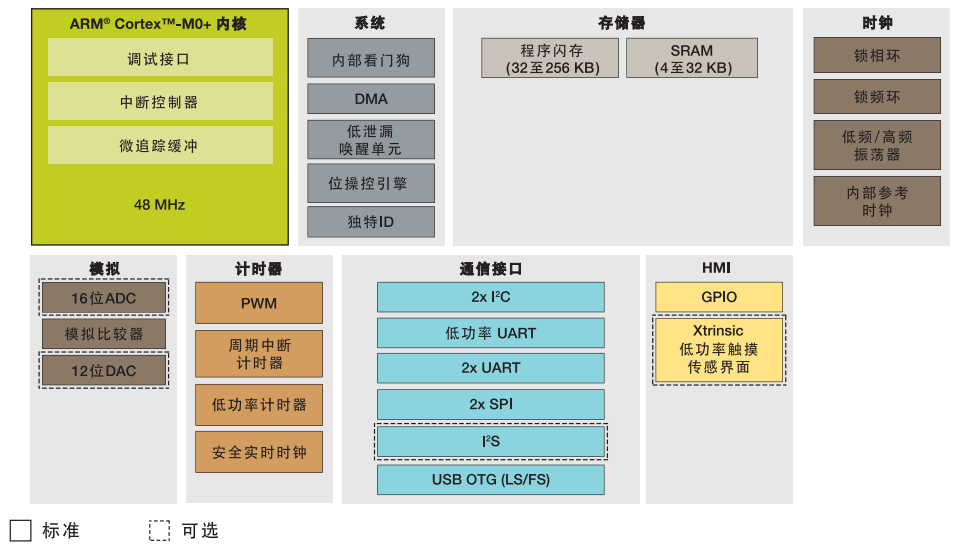 ARM® Cortex™-M0+ 内核
调试接口
中断控制器
微追踪缓冲
48 MHz
系统
内部看门狗
DMA
低泄漏
唤醒单元
位操控引擎
独特ID
存储器
程序闪存
(32至256 KB)
SRAM
(4至32 KB)
时钟
锁相环
锁频环
低频/高频
振荡器
内部参考
时钟
模拟
16位ADC
模拟比较器
12位DAC
计时器
PWM
周期中断
计时器
低功率计时器
安全实时时钟
通信接口
2x I²C
低功率 UART
2x UART
2x SPI
I²S
USB OTG (LS/FS)
HMI
GPIO
Xtrinsic
低功率触摸
传感界面
标准
可选